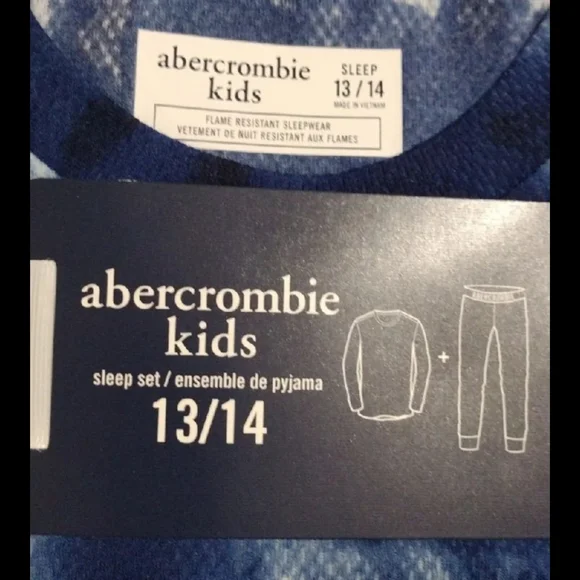 abercrombie
kids
SLEEP
13 / 14
MADE IN VIETNAM
FLAME RESISTANT SLEEPWEAR
VETEMENT DE NUIT RESISTANT AUX FLAMES
abercrombie
kids
sleep set / ensemble de pyjama
13/14
+
ABERCROMBIE